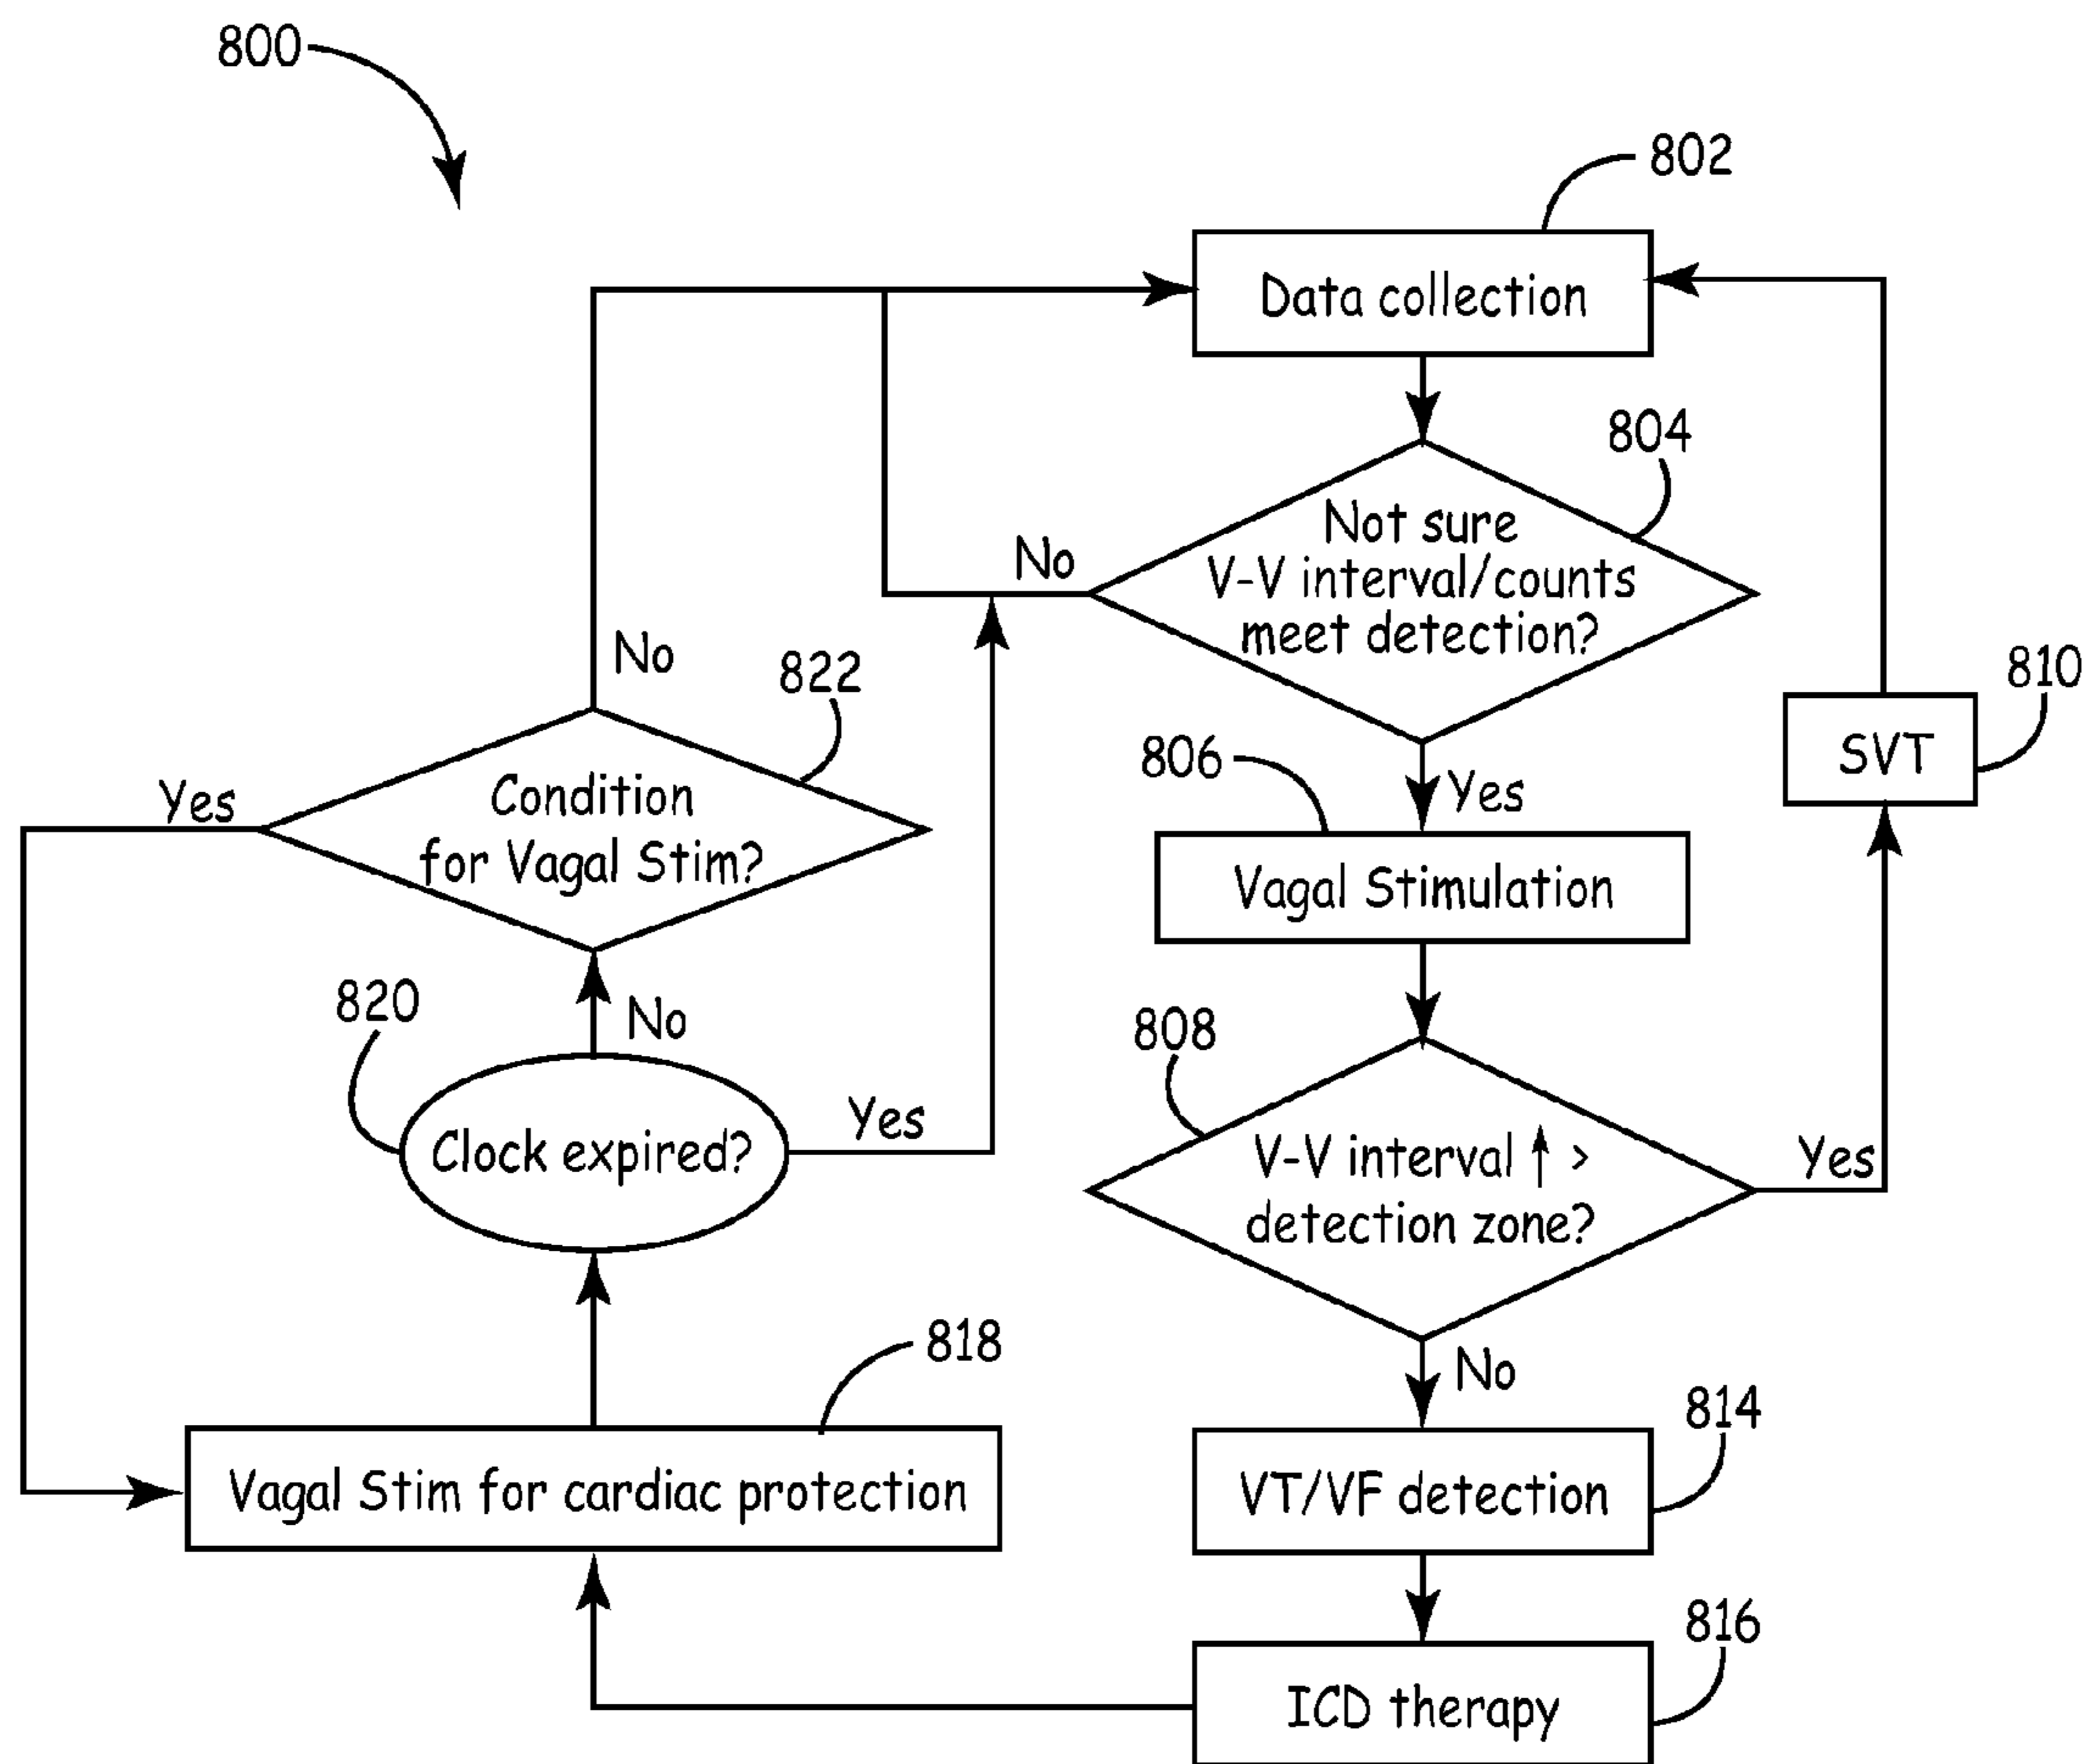 800
802
Data collection
804
Not sure
V-V interval/counts
meet detection?
No
No
822
810
SVT
806
Yes
Yes
Condition
for Vagal Stim?
Vagal Stimulation
820
No
808
Clock expired?
Yes
V-V interval ↑ >
detection zone?
Yes
818
No
814
Vagal Stim for cardiac protection
VT/VF detection
816
ICD therapy